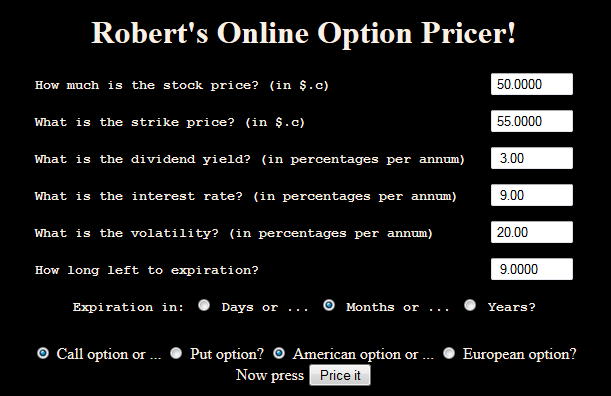 Robert's Online Option Pricer!
How much is the stock price? (in $.c) 50.0000
What is the strike price? (in $.c) 55.0000
What is the dividend yield? (in percentages per annum) 3.00
What is the interest rate? (in percentages per annum) 9.00
What is the volatility? (in percentages per annum) 20.00
How long left to expiration? 9.0000
Expiration in: Days or ... Months or ... Years?
Call option or ... Put option? American option or ... European option?
Now press Price it